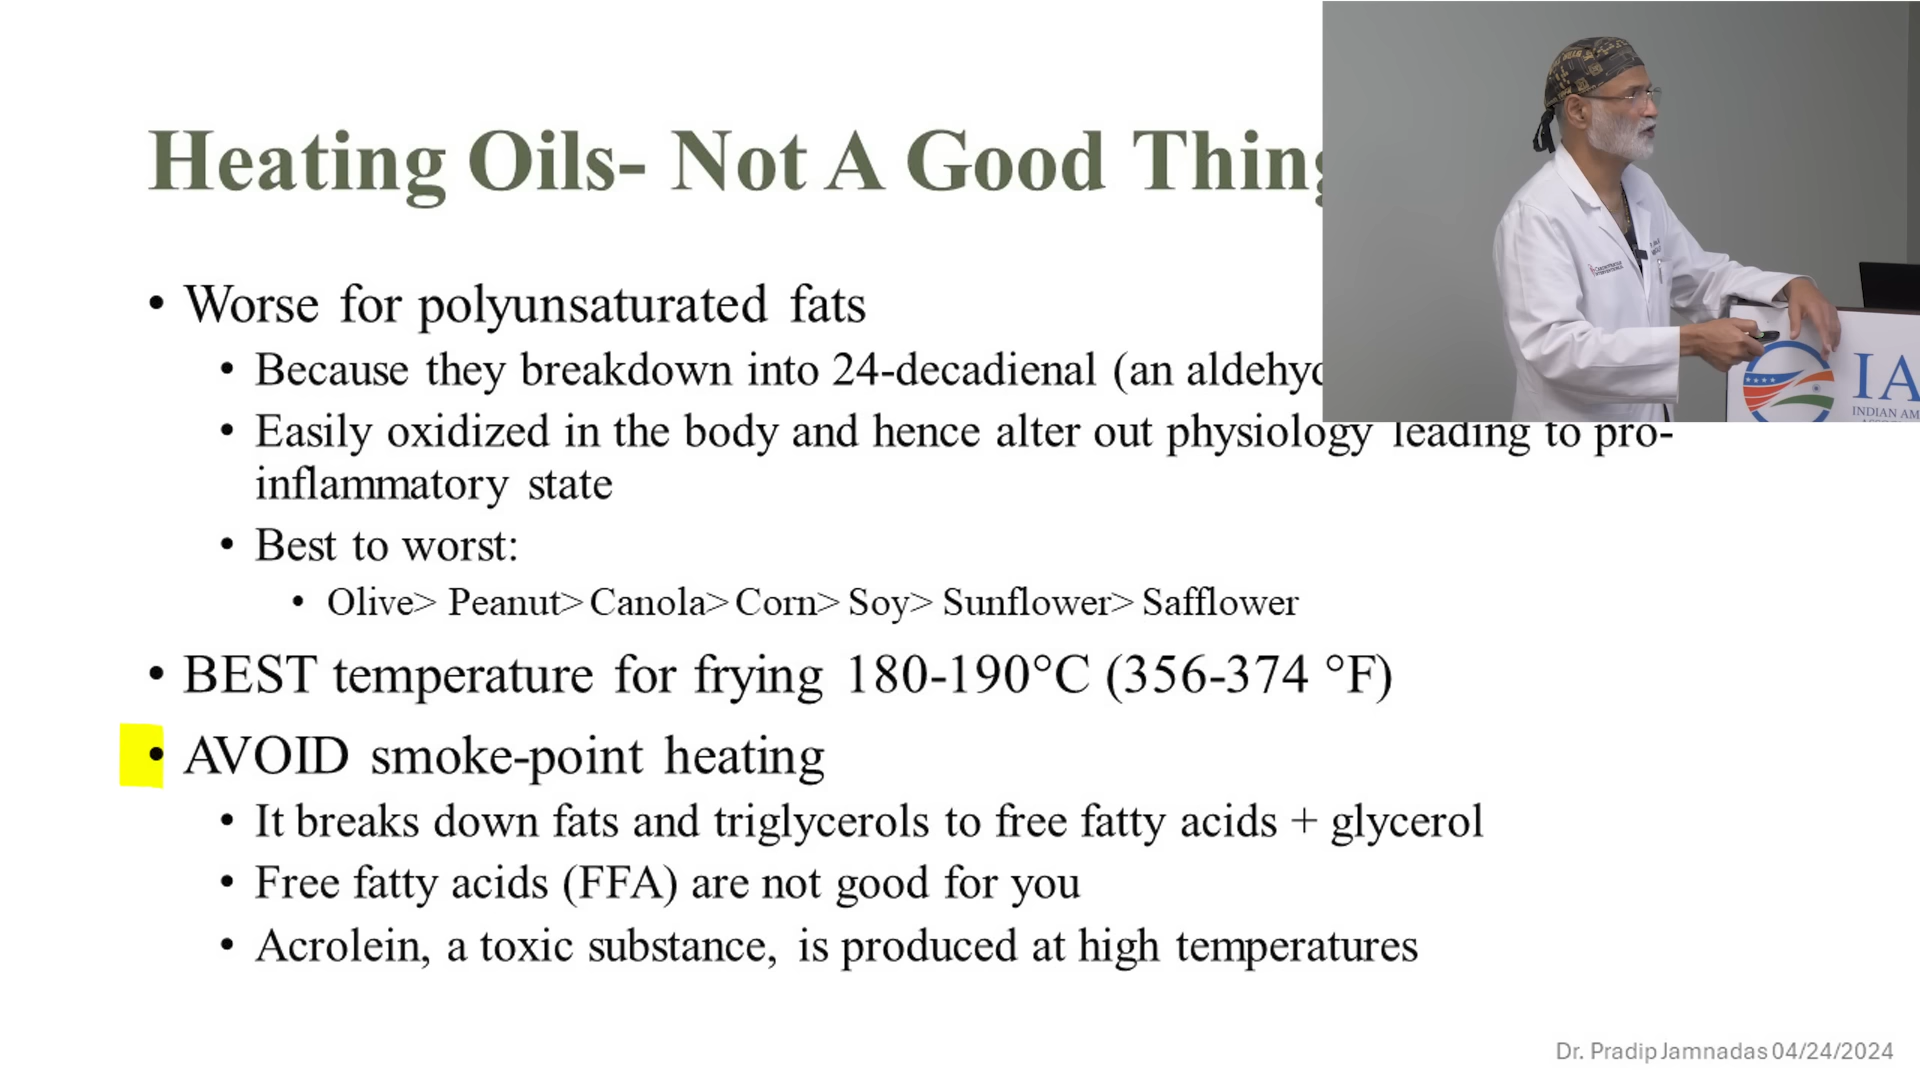 Heating Oils- Not A Good Thing
• Worse for polyunsaturated fats
• Because they breakdown into 24-decadienal (an
• Easily oxidized in the body and hence alter out physiology leading to pro-
inflammatory state
• Best to worst:
• Olive> Peanut> Canola> Corn> Soy> Sunflower> Safflower
• BEST temperature for frying 180-190°C (356-374 °F)
• AVOID smoke-point heating
• It breaks down fats and triglycerols to free fatty acids + glycerol
• Free fatty acids (FFA) are not good for you
• Acrolein, a toxic substance, is produced at high temperatures
IA
INDIAN AM
Dr. Pradip Jamnadas 04/24/2024